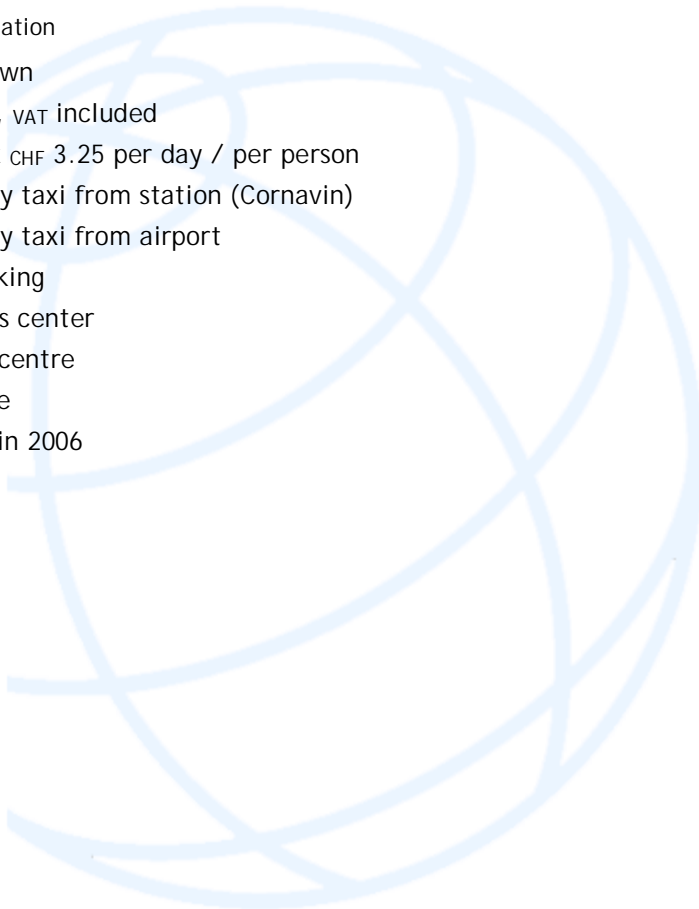 ation
wn
, VAT included
. CHF 3.25 per day / per person
y taxi from station (Cornavin)
y taxi from airport
king
s center
centre
e
in 2006